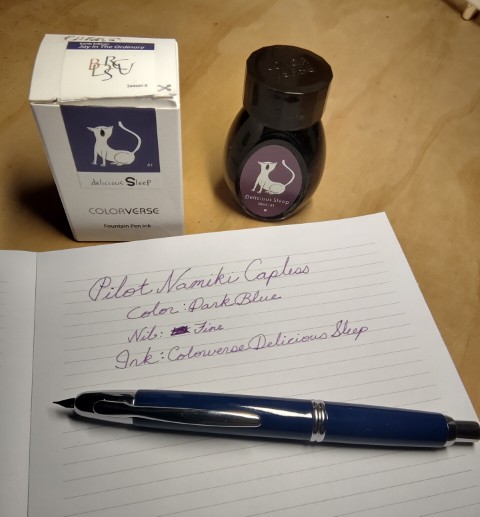 Joy in the Ordinary
Season 6
delicious Sleep
COLORVERSE
Fountain Pen Ink
Delicious Sleep
Pilot Namiki Capless
Color: Dark Blue
Nib: Fine
Ink: Colorverse Delicious Sleep